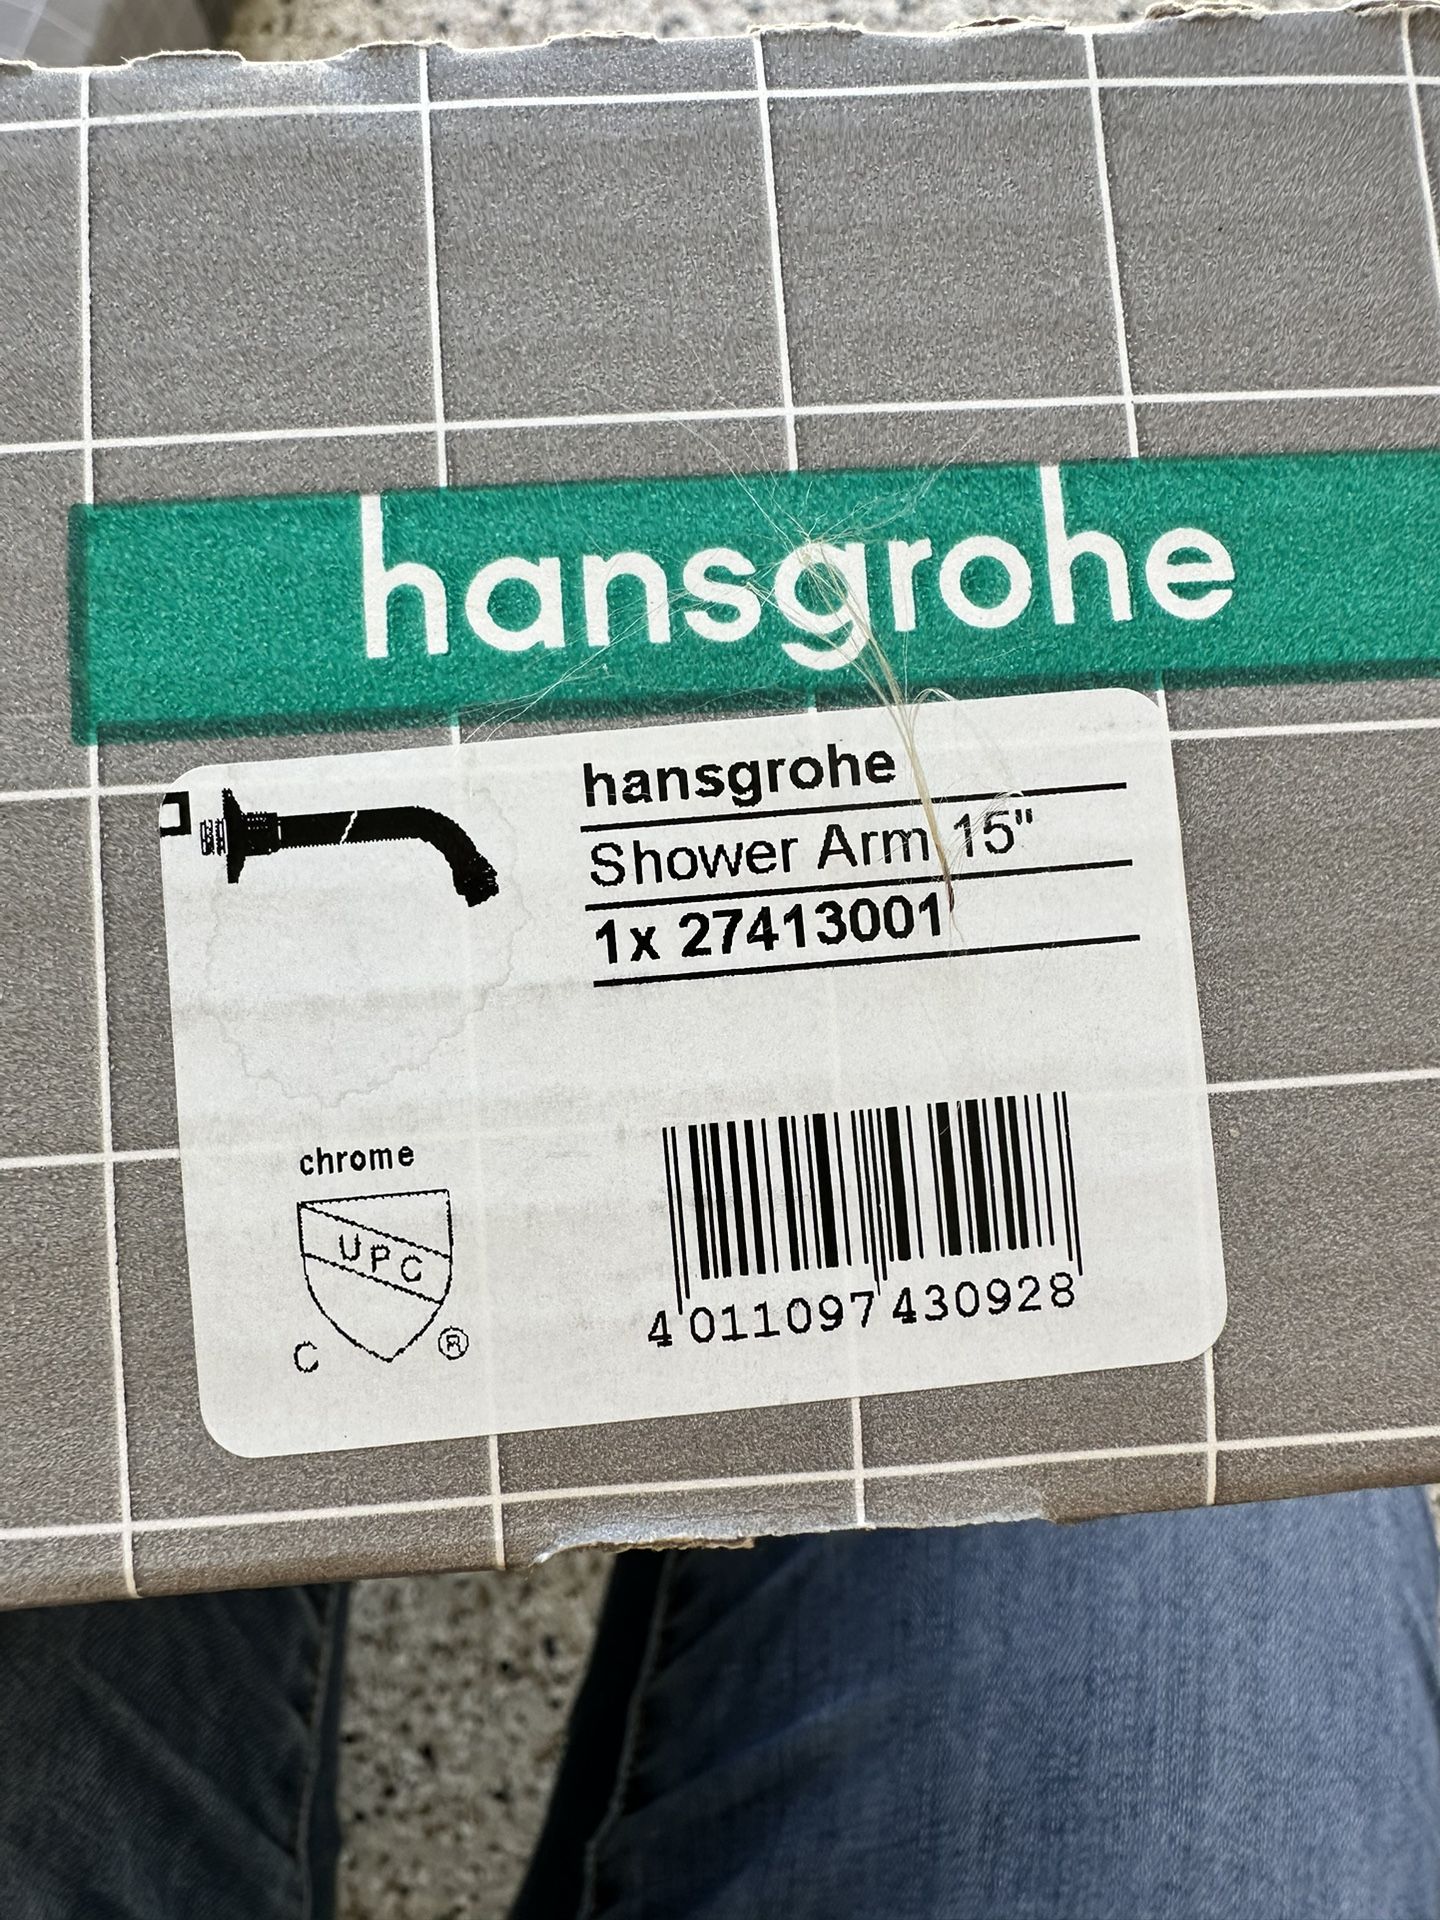 hansgrohe
hansgrohe
Shower Arm 15"
1x 27413001
chrome
UPC
C ®
4 011097 430928